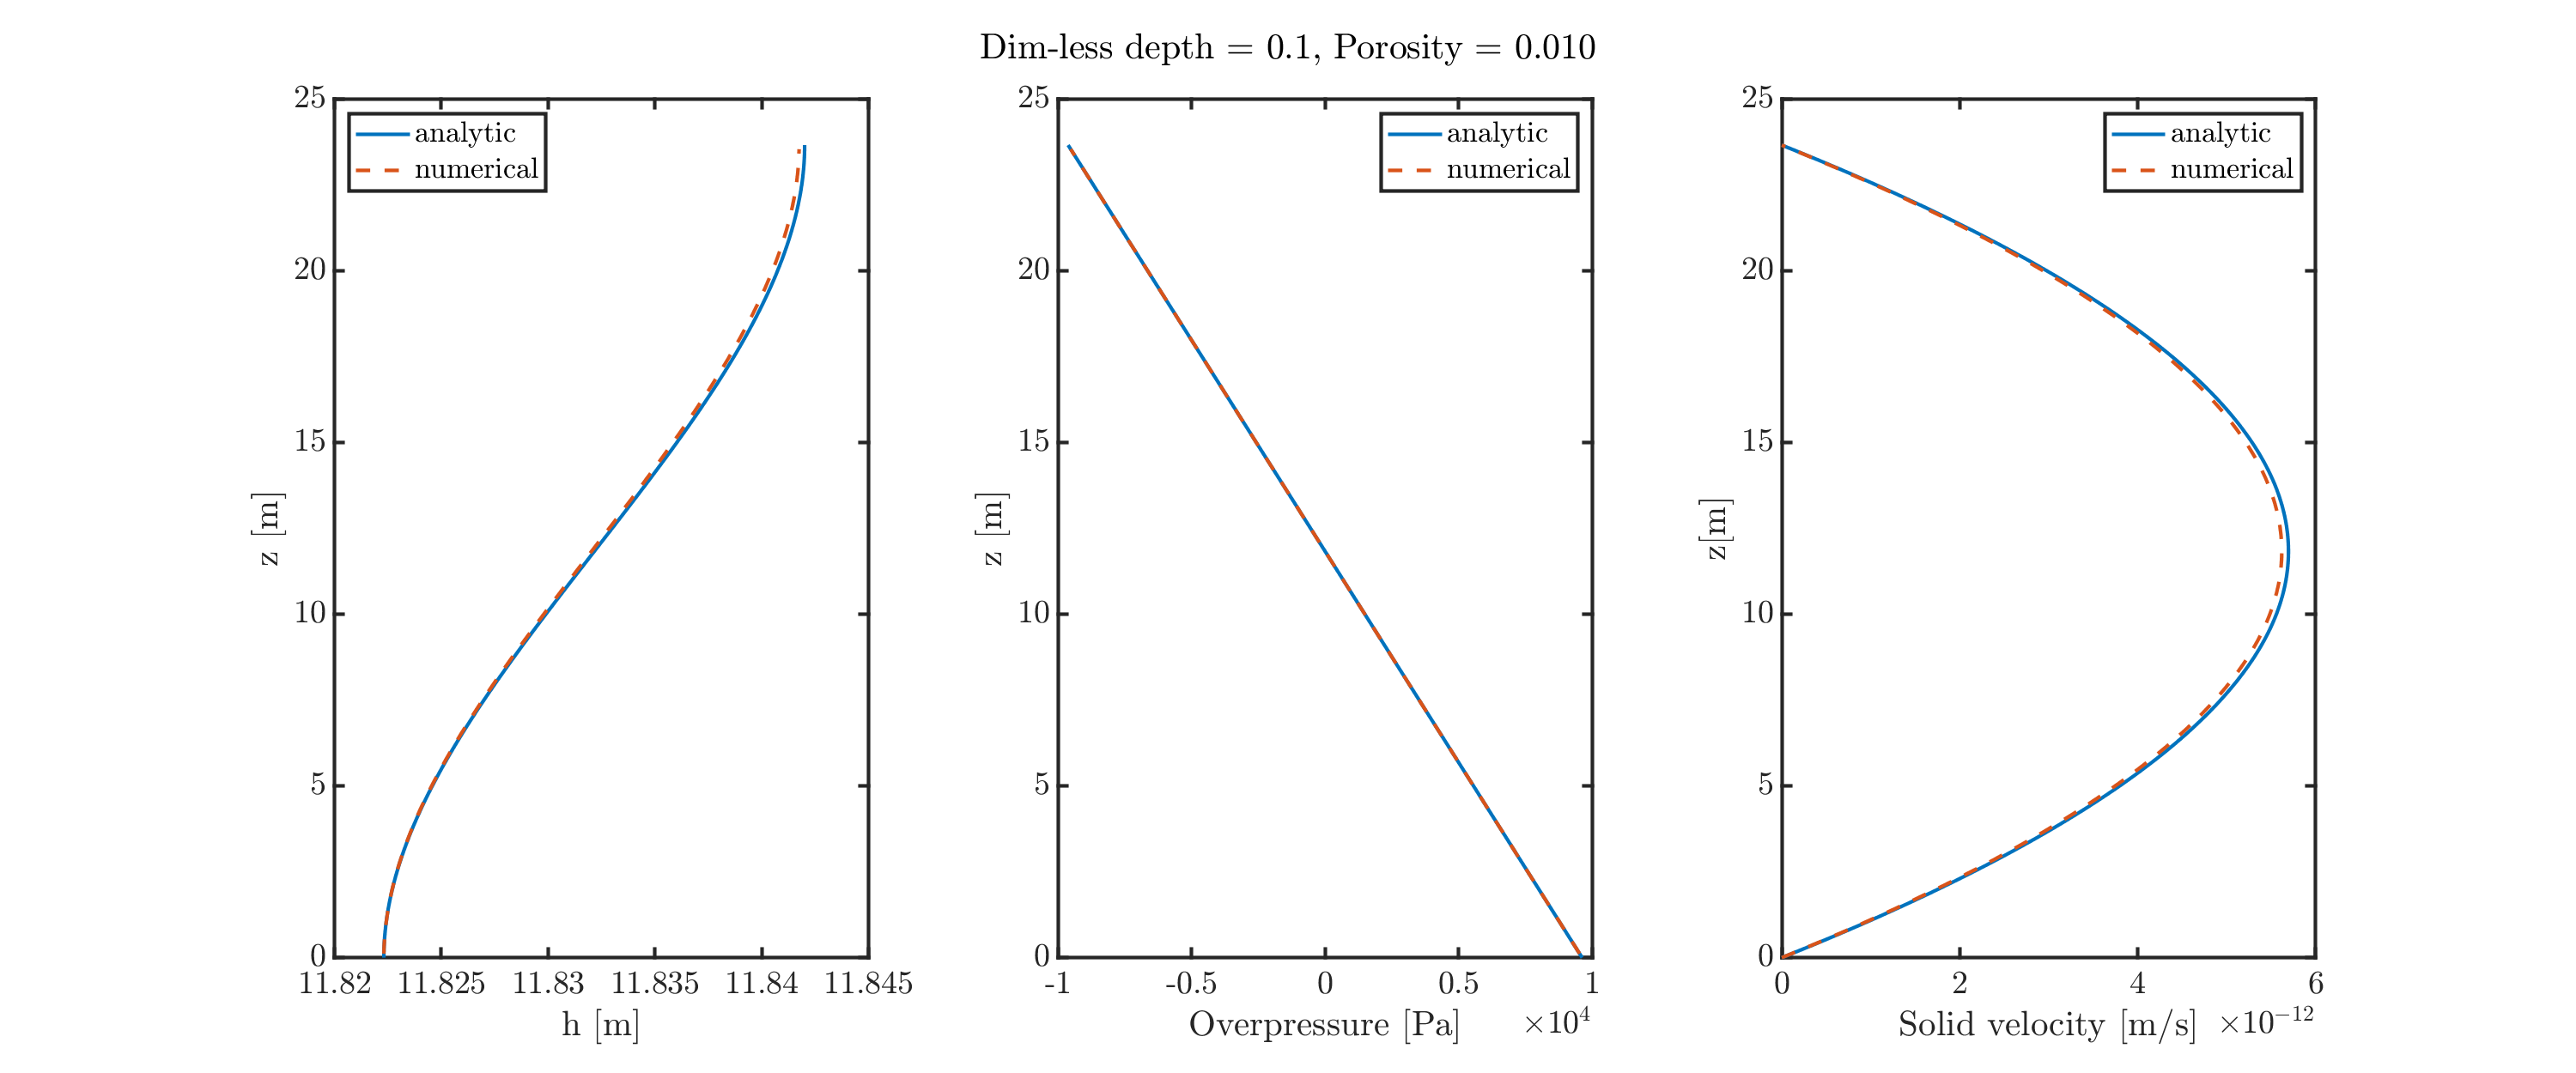 Dim-less depth = 0.1, Porosity = 0.010
25
20
15
10
5
0
z [m]
analytic
numerical
11.82 11.825 11.83 11.835 11.84 11.845
h [m]
25
20
15
10
5
0
z [m]
analytic
numerical
-1 -0.5 0 0.5 1
Overpressure [Pa] ×10⁴
25
20
15
10
5
0
z[m]
analytic
numerical
0 2 4 6
Solid velocity [m/s] ×10⁻¹²